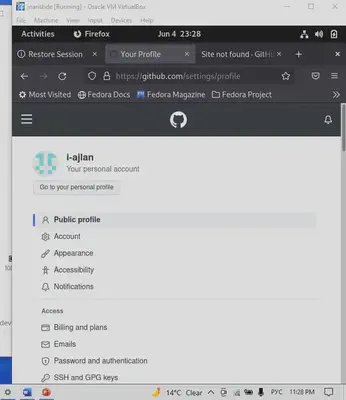 [Running] - Oracle VM VirtualBox
Machine View Input Devices Help
Activities Firefox Jun 4 23:28
Restore Session Your Profile Site not found · GitH
https://github.com/settings/profile
Most Visited Fedora Docs Fedora Magazine Fedora Project
i-ajlan
Your personal account
Go to your personal profile
Public profile
Account
Appearance
Accessibility
Notifications
Access
Billing and plans
Emails
Password and authentication
SSH and GPG keys
14°C Clear РУС 11:28 PM